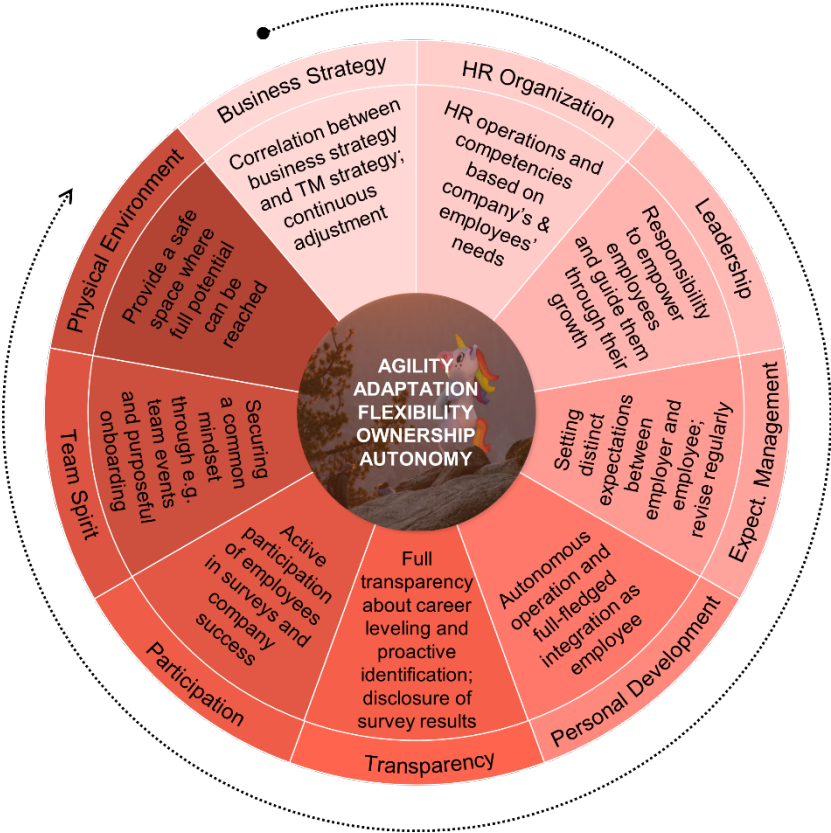 Business Strategy
Correlation between
business strategy
and TM strategy;
continuous
adjustment
HR Organization
HR operations and
competencies
based on
company's &
employees'
needs
Leadership
Responsibility
to empower
employees
and guide them
through their
growth
Expect. Management
Setting
distinct
expectations
between
employer and
employee;
revise regularly
Personal Development
Autonomous
operation and
full-fledged
integration as
employee
Transparency
Full
transparency
about career
leveling and
proactive
identification;
disclosure of
survey results
Participation
Active
participation
of employees
in surveys and
company
success
Team Spirit
Securing
a common
mindset
through e.g.
team events
and purposeful
onboarding
Physical Environment
Provide a safe
space where
full potential
can be
reached
AGILITY
ADAPTATION
FLEXIBILITY
OWNERSHIP
AUTONOMY